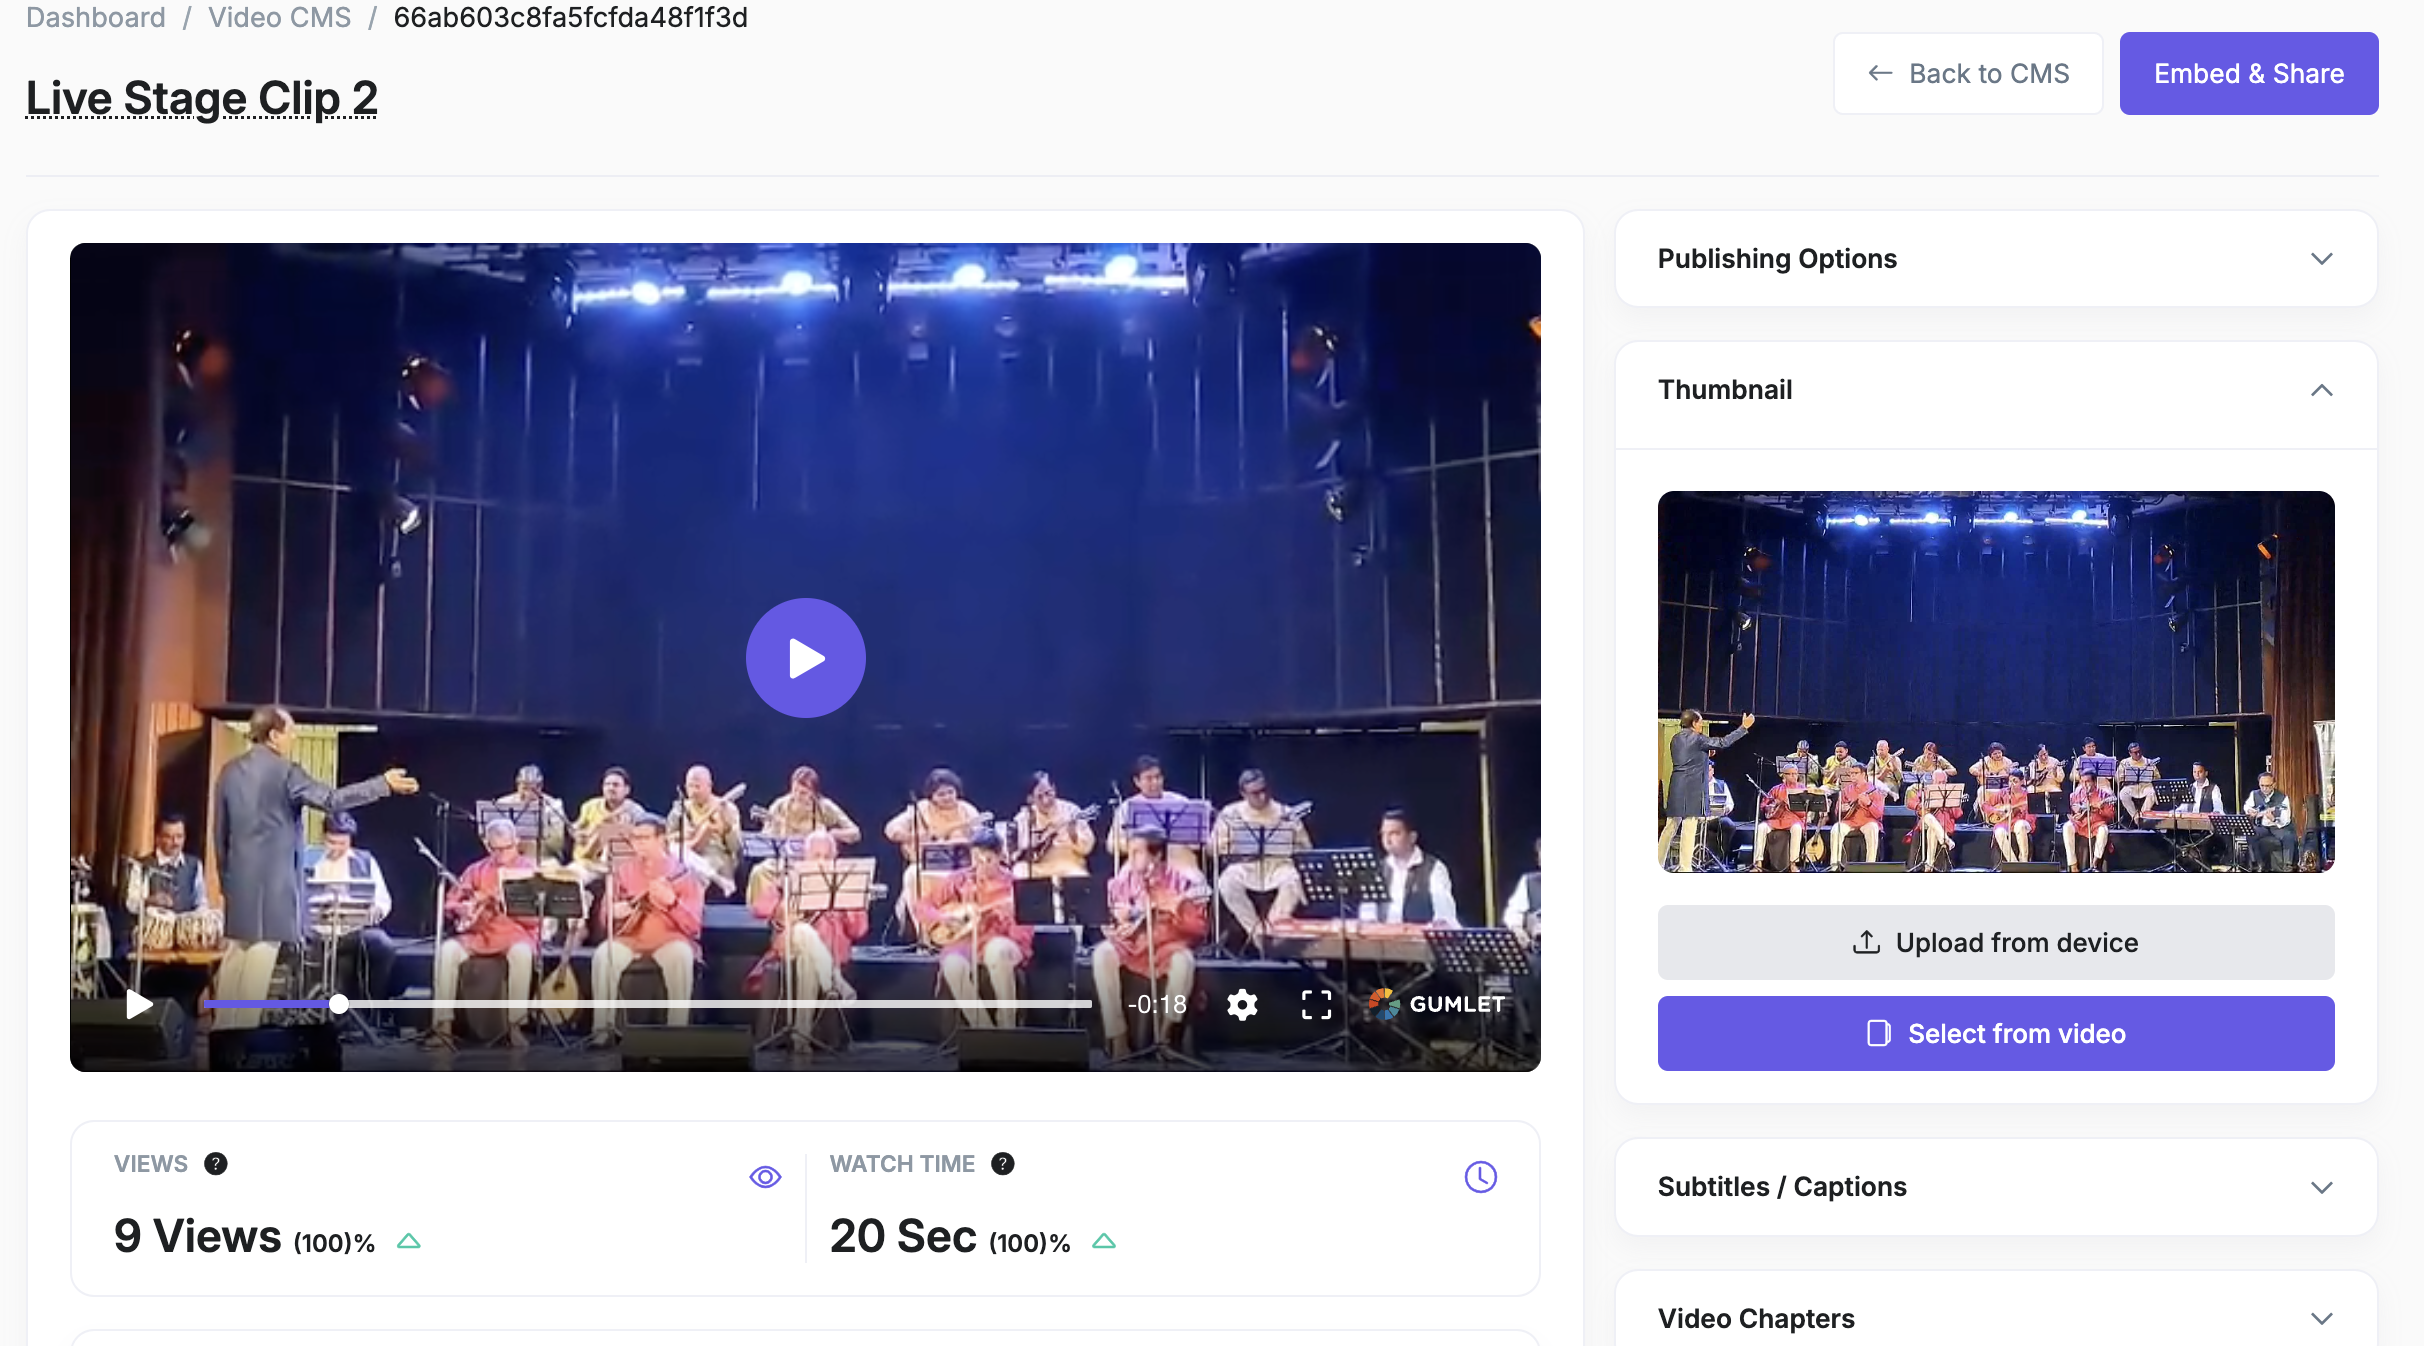 Dashboard / Video CMS / 66ab603c8fa5fcfda48f1f3d
Live Stage Clip 2
Back to CMS
Embed & Share
Publishing Options
Thumbnail
-0:18
GUMLET
Upload from device
Select from video
VIEWS ?
9 Views (100)%
WATCH TIME ?
20 Sec (100)%
Subtitles / Captions
Video Chapters